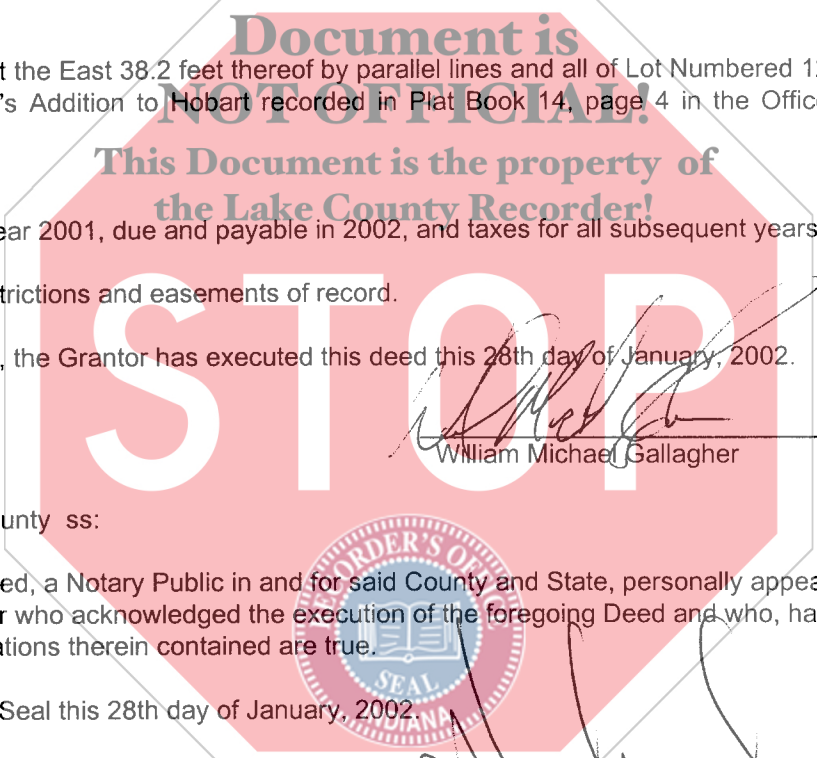 Document is
t the East 38.2 feet thereof by parallel lines and all of Lot Numbered 12
's Addition to Hobart recorded in Plat Book 14, page 4 in the Office
NOT OFFICIAL!
This Document is the property of
the Lake County Recorder!
ear 2001, due and payable in 2002, and taxes for all subsequent years
trictions and easements of record.
STOP
, the Grantor has executed this deed this 28th day of January, 2002.
William Michael Gallagher
unty ss:
RECORDER'S OFFICE
ed, a Notary Public in and for said County and State, personally appea
r who acknowledged the execution of the foregoing Deed and who, ha
ations therein contained are true.
SEAL
Seal this 28th day of January, 2002.
INDIANA